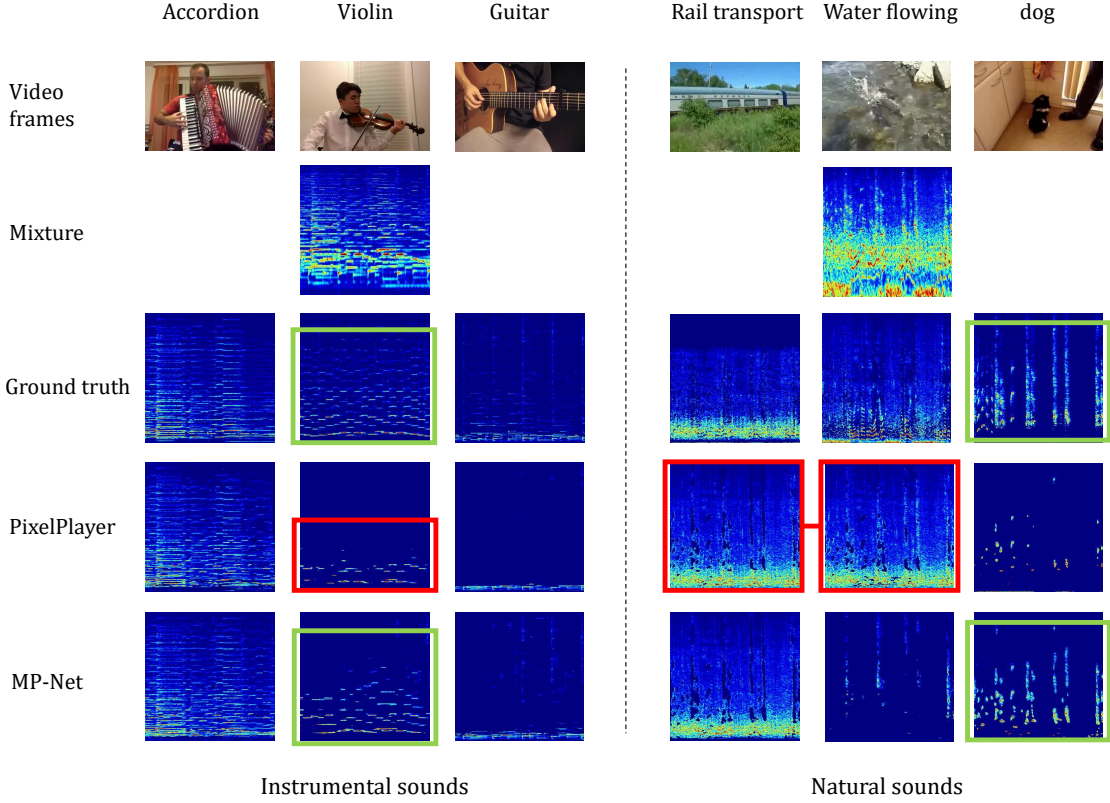 Accordion Violin Guitar Rail transport Water flowing dog
Video
frames
Mixture
Ground truth
PixelPlayer
MP-Net
Instrumental sounds Natural sounds